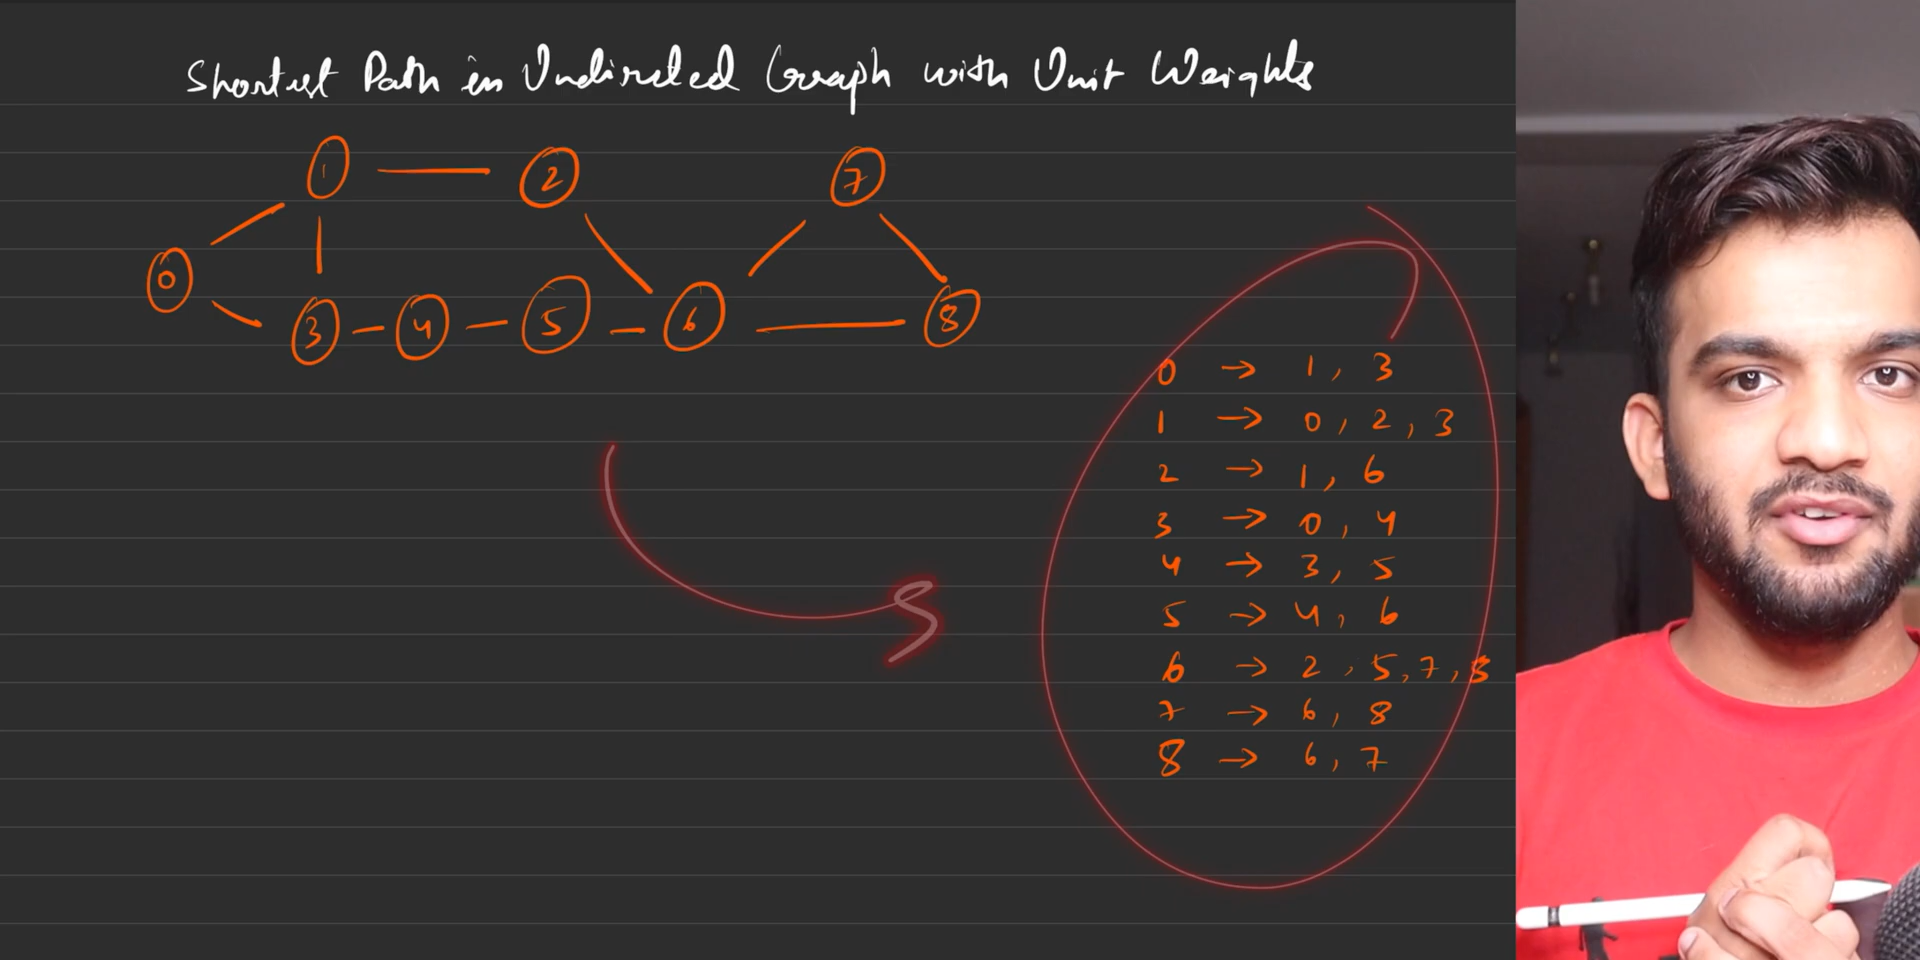 Shortest Path in Undirected Graph with Unit Weights
1 2 7
0
3 4 5 6 8
0 → 1, 3
1 → 0, 2, 3
2 → 1, 6
3 → 0, 4
4 → 3, 5
5 → 4, 6
6 → 2, 5, 7, 8
7 → 6, 8
8 → 6, 7